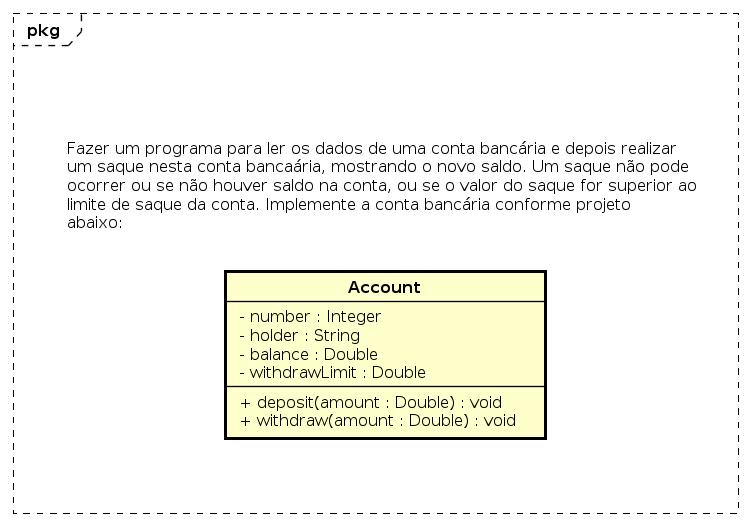 pkg
Fazer um programa para ler os dados de uma conta bancária e depois realizar
um saque nesta conta bancaária, mostrando o novo saldo. Um saque não pode
ocorrer ou se não houver saldo na conta, ou se o valor do saque for superior ao
limite de saque da conta. Implemente a conta bancária conforme projeto
abaixo:
Account
- number : Integer
- holder : String
- balance : Double
- withdrawLimit : Double
+ deposit(amount : Double) : void
+ withdraw(amount : Double) : void